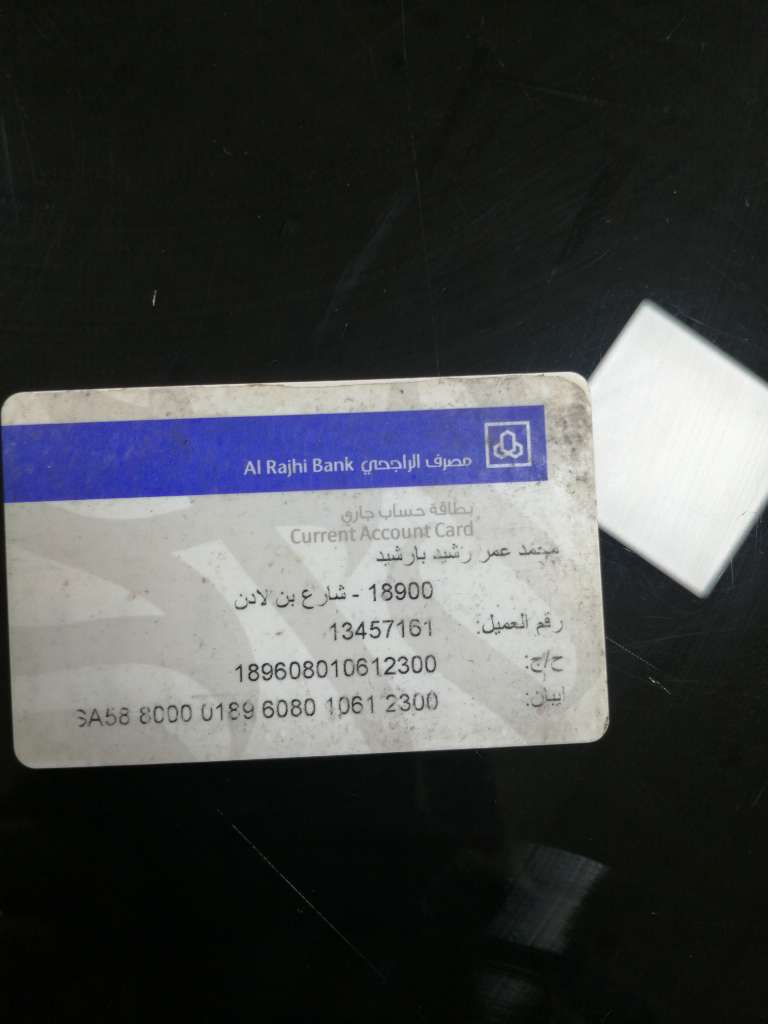 مصرف الراجحي Al Rajhi Bank
بطاقة حساب جاري
Current Account Card
محمد عمر رشيد بارشيد
18900 - شارع بن لادن
رقم العميل: 13457161
ح/ج: 189608010612300
ايبان: SA58 8000 0189 6080 1061 2300